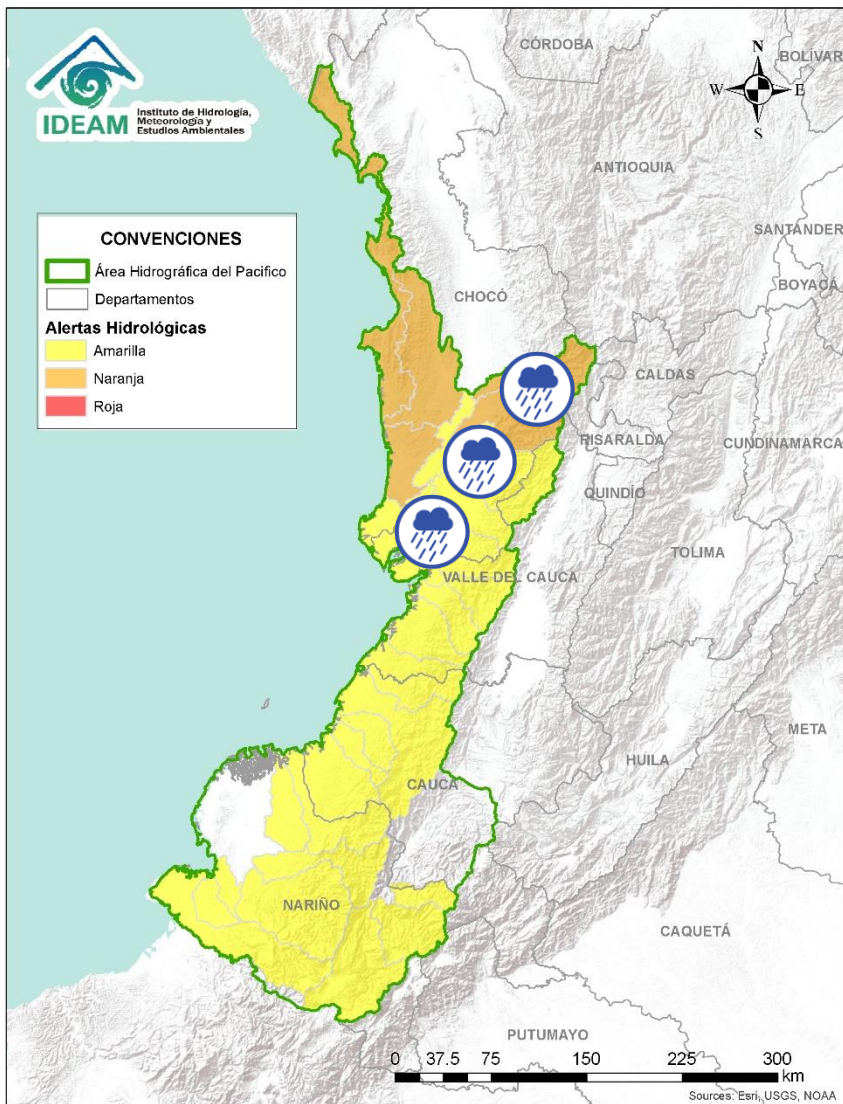 IDEAM
Instituto de Hidrología,
Meteorología y
Estudios Ambientales
CONVENCIONES
Área Hidrográfica del Pacifico
Departamentos
Alertas Hidrológicas
Amarilla
Naranja
Roja
N
W
E
S
CÓRDOBA
BOLÍVAR
ANTIOQUIA
SANTANDER
BOYACÁ
CHOCÓ
CALDAS
RISARALDA
CUNDINAMARCA
QUINDÍO
TOLIMA
VALLE DEL CAUCA
META
HUILA
CAUCA
NARIÑO
CAQUETÁ
PUTUMAYO
0 37.5 75 150 225 300
km
Sources: Esri, USGS, NOAA